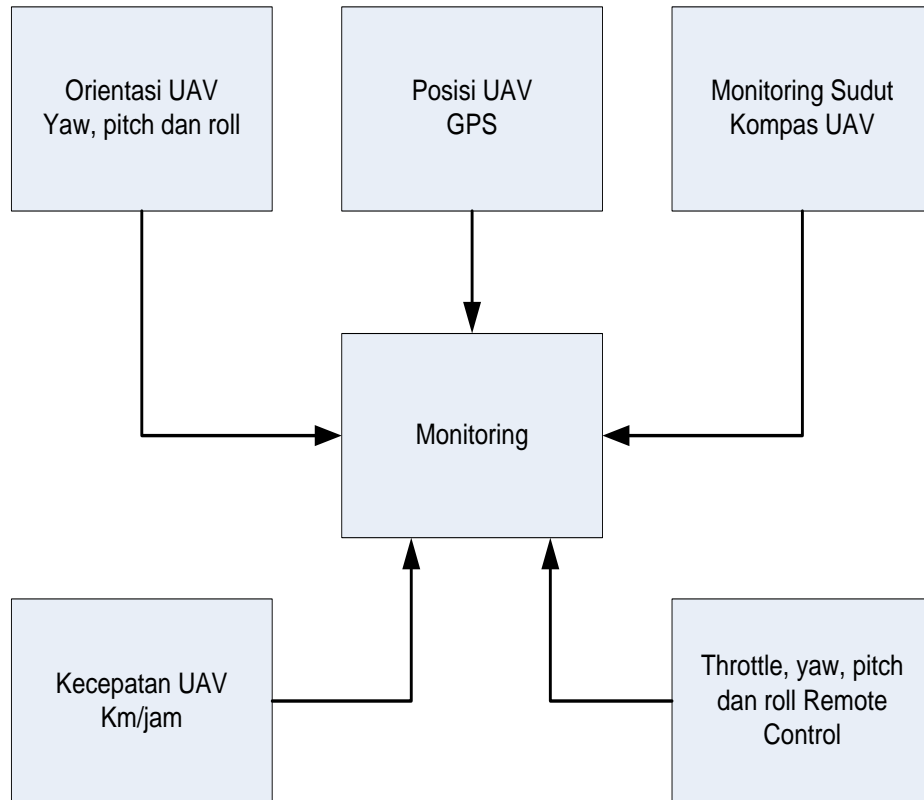 Orientasi UAV
Yaw, pitch dan roll
Posisi UAV
GPS
Monitoring Sudut
Kompas UAV
Monitoring
Kecepatan UAV
Km/jam
Throttle, yaw, pitch
dan roll Remote
Control